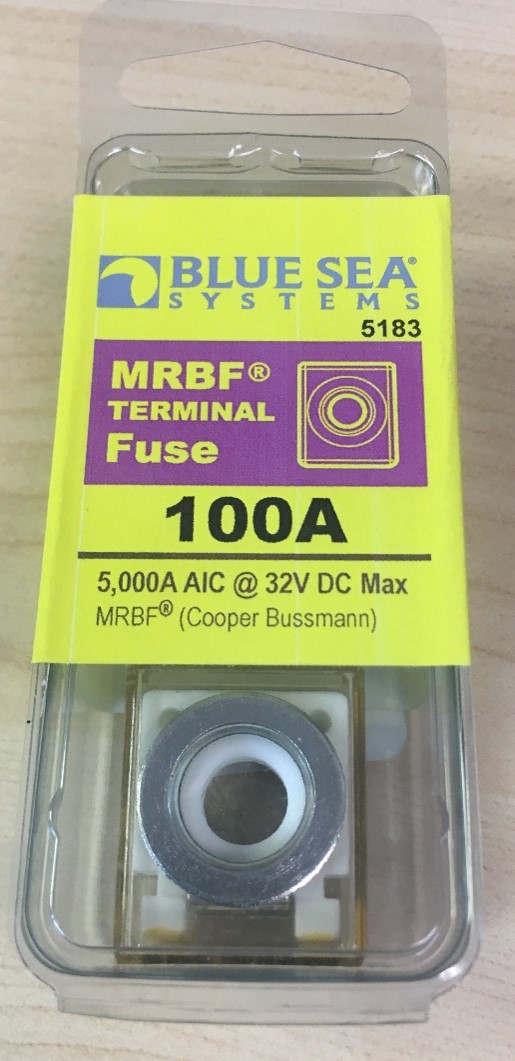 BLUE SEA®
SYSTEMS
5183
MRBF®
TERMINAL
Fuse
100A
5,000A AIC @ 32V DC Max
MRBF® (Cooper Bussmann)